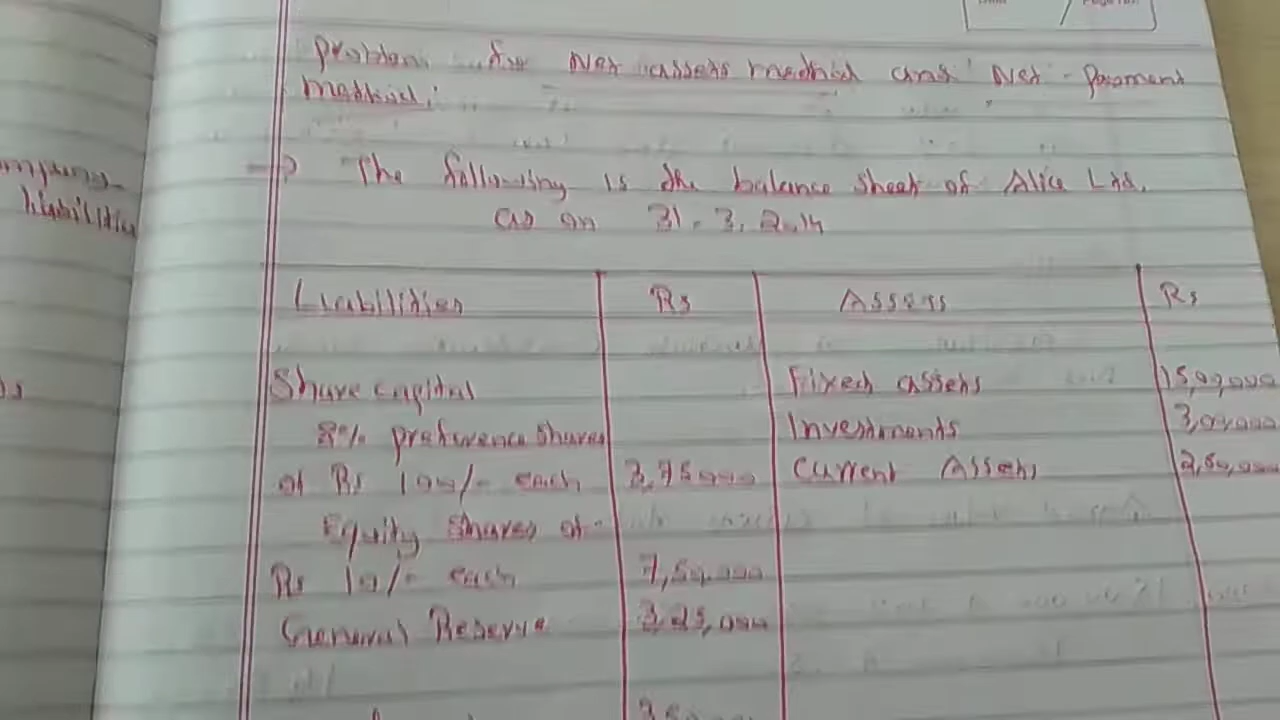 Problem for Net assets method and Net - Payment
method:
→ The following is the balance sheet of Alice Ltd.
as on 31.3.2014
Liabilities Rs Assets Rs
Share capital Fixed assets 15,00,000
8% preference shares Investments 3,00,000
of Rs 100/- each 3,75,000 Current Assets 2,50,000
Equity shares of
Rs 10/- each 7,50,000
General Reserve 3,25,000
liabilities